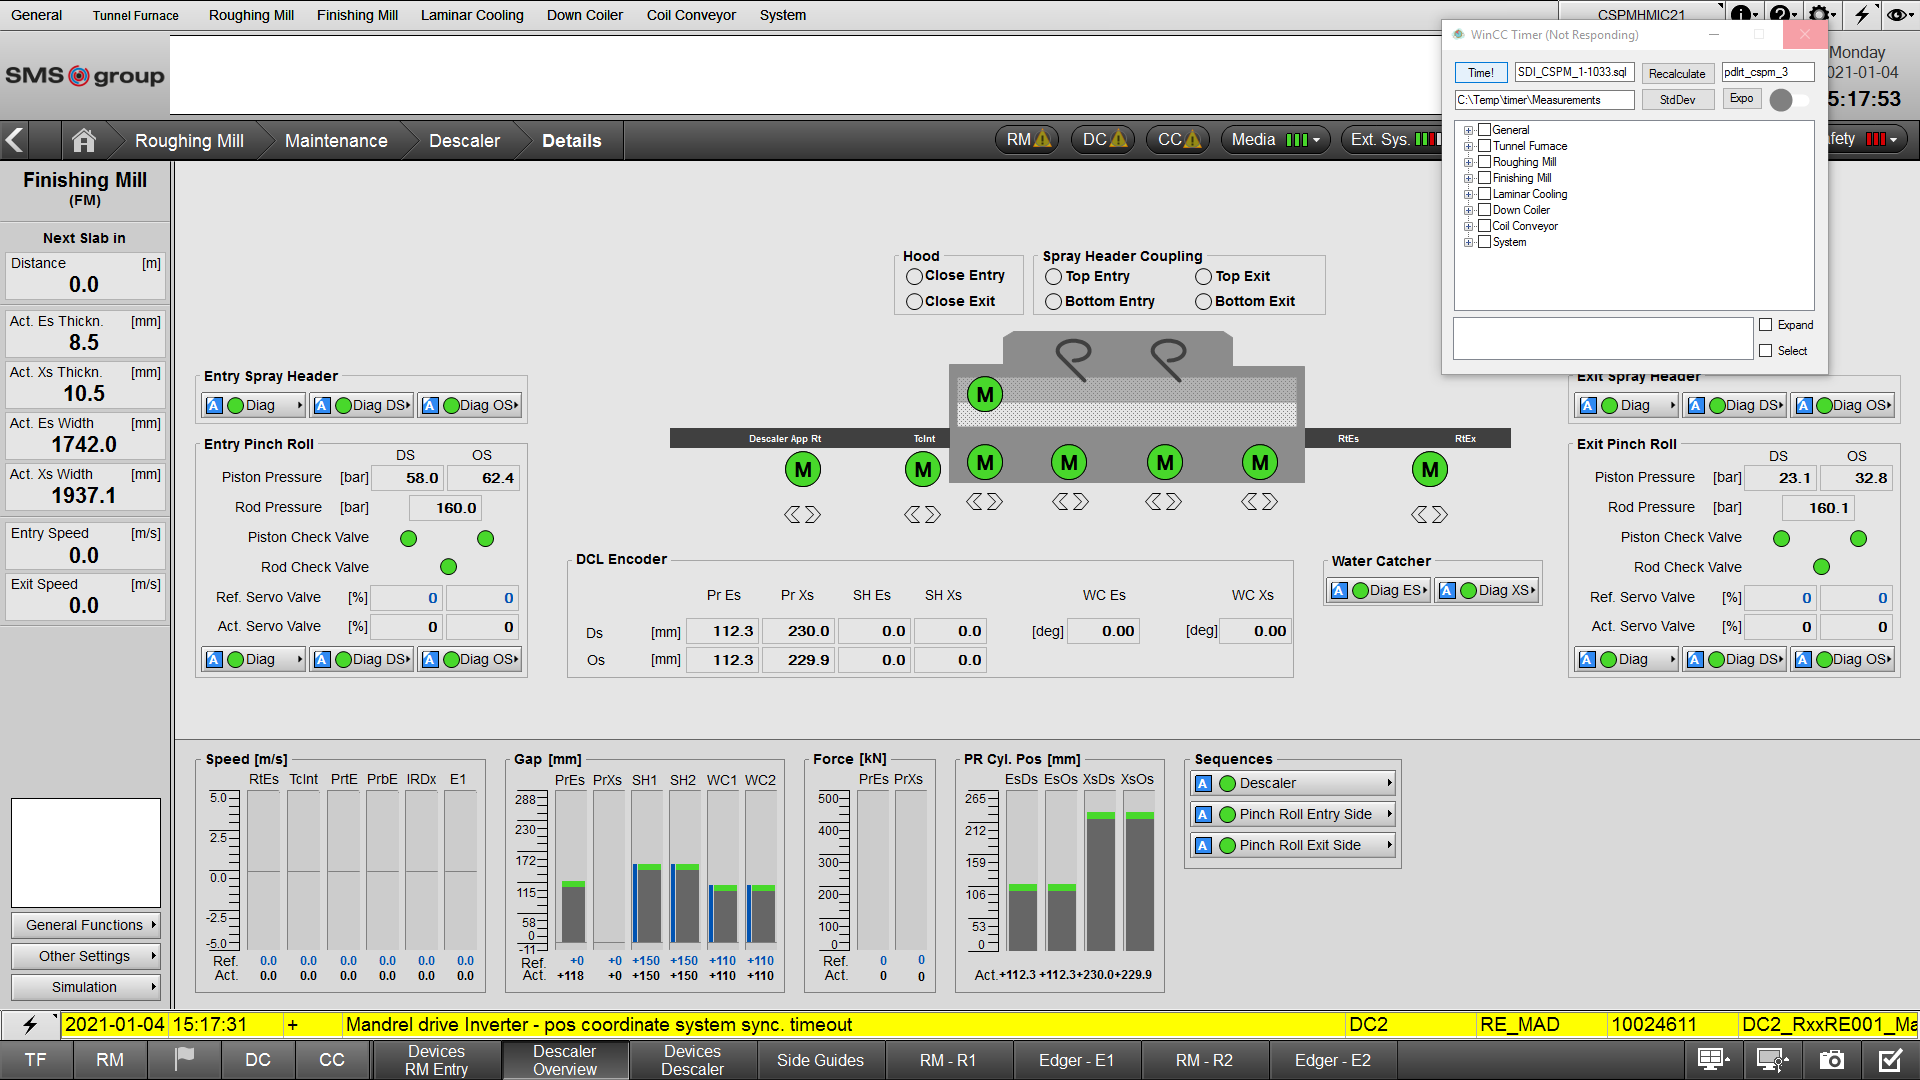 General Tunnel Furnace Roughing Mill Finishing Mill Laminar Cooling Down Coiler Coil Conveyor System CSPMHMIC21
SMS group
WinCC Timer (Not Responding)
Monday
021-01-04
5:17:53
Time! SDI_CSPM_1-1033.sql Recalculate pdlrt_cspm_3
C:\Temp\timer\Measurements StdDev Expo
General
Tunnel Furnace
Roughing Mill
Finishing Mill
Laminar Cooling
Down Coiler
Coil Conveyor
System
Expand
Select
Roughing Mill Maintenance Descaler Details RM DC CC Media Ext. Sys. afety
Finishing Mill
(FM)
Next Slab in
Distance [m]
0.0
Act. Es Thickn. [mm]
8.5
Act. Xs Thickn. [mm]
10.5
Act. Es Width [mm]
1742.0
Act. Xs Width [mm]
1937.1
Entry Speed [m/s]
0.0
Exit Speed [m/s]
0.0
General Functions
Other Settings
Simulation
Hood
Close Entry
Close Exit
Spray Header Coupling
Top Entry Top Exit
Bottom Entry Bottom Exit
Entry Spray Header
A Diag A Diag DS A Diag OS
Entry Pinch Roll
DS OS
Piston Pressure [bar] 58.0 62.4
Rod Pressure [bar] 160.0
Piston Check Valve
Rod Check Valve
Ref. Servo Valve [%] 0 0
Act. Servo Valve [%] 0 0
A Diag A Diag DS A Diag OS
Descaler App Rt TcInt RtEs RtEx
M
M M M M M M M
DCL Encoder
Pr Es Pr Xs SH Es SH Xs WC Es WC Xs
Ds [mm] 112.3 230.0 0.0 0.0 [deg] 0.00 [deg] 0.00
Os [mm] 112.3 229.9 0.0 0.0
Water Catcher
A Diag ES A Diag XS
Exit Spray Header
A Diag A Diag DS A Diag OS
Exit Pinch Roll
DS OS
Piston Pressure [bar] 23.1 32.8
Rod Pressure [bar] 160.1
Piston Check Valve
Rod Check Valve
Ref. Servo Valve [%] 0 0
Act. Servo Valve [%] 0 0
A Diag A Diag DS A Diag OS
Speed [m/s]
RtEs TcInt PrtE PrbE IRDx E1
5.0
2.5
0.0
-2.5
-5.0
Ref. 0.0 0.0 0.0 0.0 0.0 0.0
Act. 0.0 0.0 0.0 0.0 0.0 0.0
Gap [mm]
PrEs PrXs SH1 SH2 WC1 WC2
288
230
172
115
58
0
-11
Ref. +0 +0 +150 +150 +110 +110
Act. +118 +0 +150 +150 +110 +110
Force [kN]
PrEs PrXs
500
400
300
200
100
0
Ref. 0 0
Act. 0 0
PR Cyl. Pos [mm]
EsDs EsOs XsDs XsOs
265
212
159
106
53
0
Act. +112.3 +112.3 +230.0 +229.9
Sequences
A Descaler
A Pinch Roll Entry Side
A Pinch Roll Exit Side
2021-01-04 15:17:31 + Mandrel drive Inverter - pos coordinate system sync. timeout DC2 RE_MAD 10024611 DC2_RxxRE001_Ma
TF RM DC CC Devices RM Entry Descaler Overview Devices Descaler Side Guides RM - R1 Edger - E1 RM - R2 Edger - E2